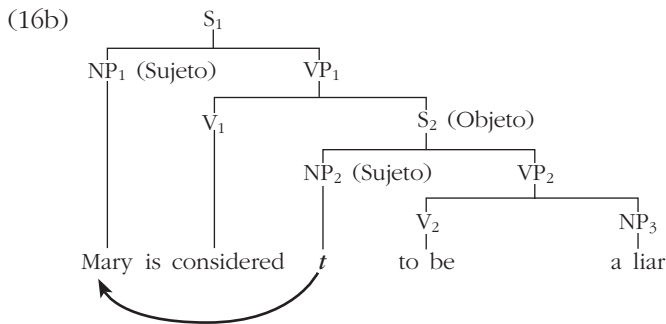 (16b) S₁
NP₁ (Sujeto) VP₁
V₁ S₂ (Objeto)
NP₂ (Sujeto) VP₂
V₂ NP₃
Mary is considered t to be a liar